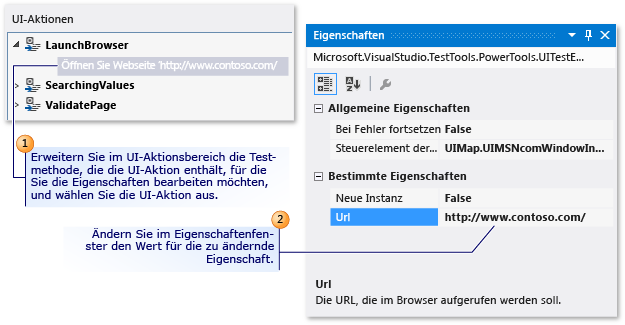 UI-Aktionen
LaunchBrowser
Öffnen Sie Webseite 'http://www.contoso.com/
SearchingValues
ValidatePage
1
Erweitern Sie im UI-Aktionsbereich die Test-
methode, die die UI-Aktion enthält, für die
Sie die Eigenschaften bearbeiten möchten,
und wählen Sie die UI-Aktion aus.
2
Ändern Sie im Eigenschaftenfen-
ster den Wert für die zu ändernde
Eigenschaft.
Eigenschaften
Microsoft.VisualStudio.TestTools.PowerTools.UITestE...
Allgemeine Eigenschaften
Bei Fehler fortsetzen False
Steuerelement der... UIMap.UIMSNcomWindowIn...
Bestimmte Eigenschaften
Neue Instanz False
Url http://www.contoso.com/
Url
Die URL, die im Browser aufgerufen werden soll.